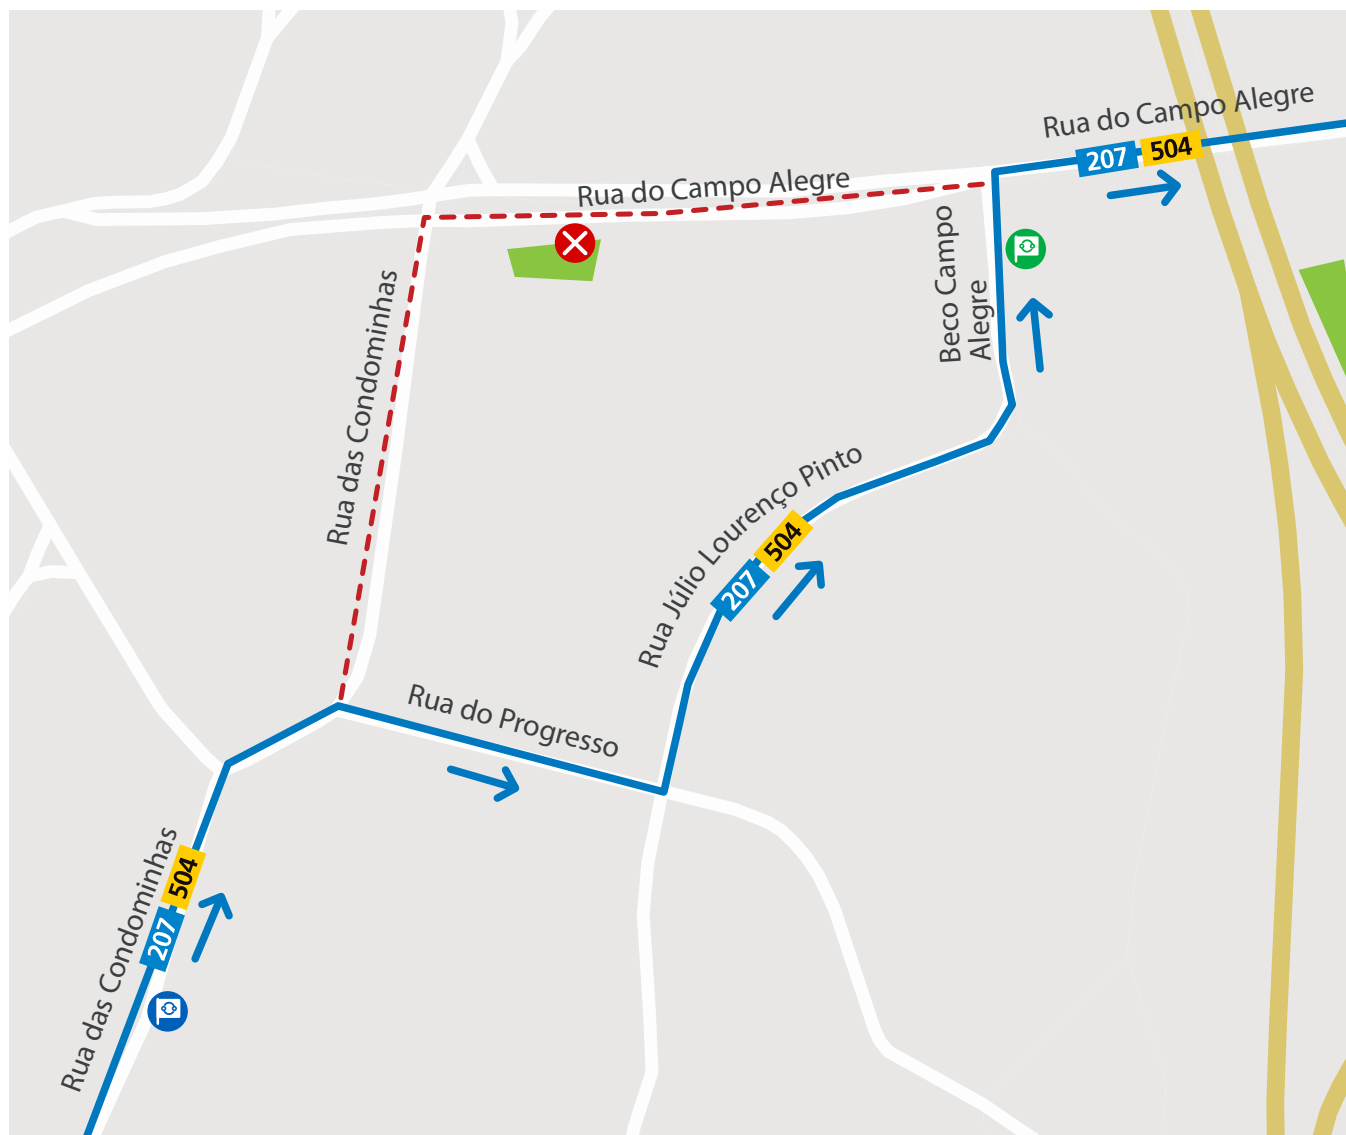 Rua do Campo Alegre
207
504
Rua do Campo Alegre
Beco Campo
Alegre
Rua das Condominhas
Rua Júlio Lourenço Pinto
207
504
Rua do Progresso
Rua das Condominhas
207
504